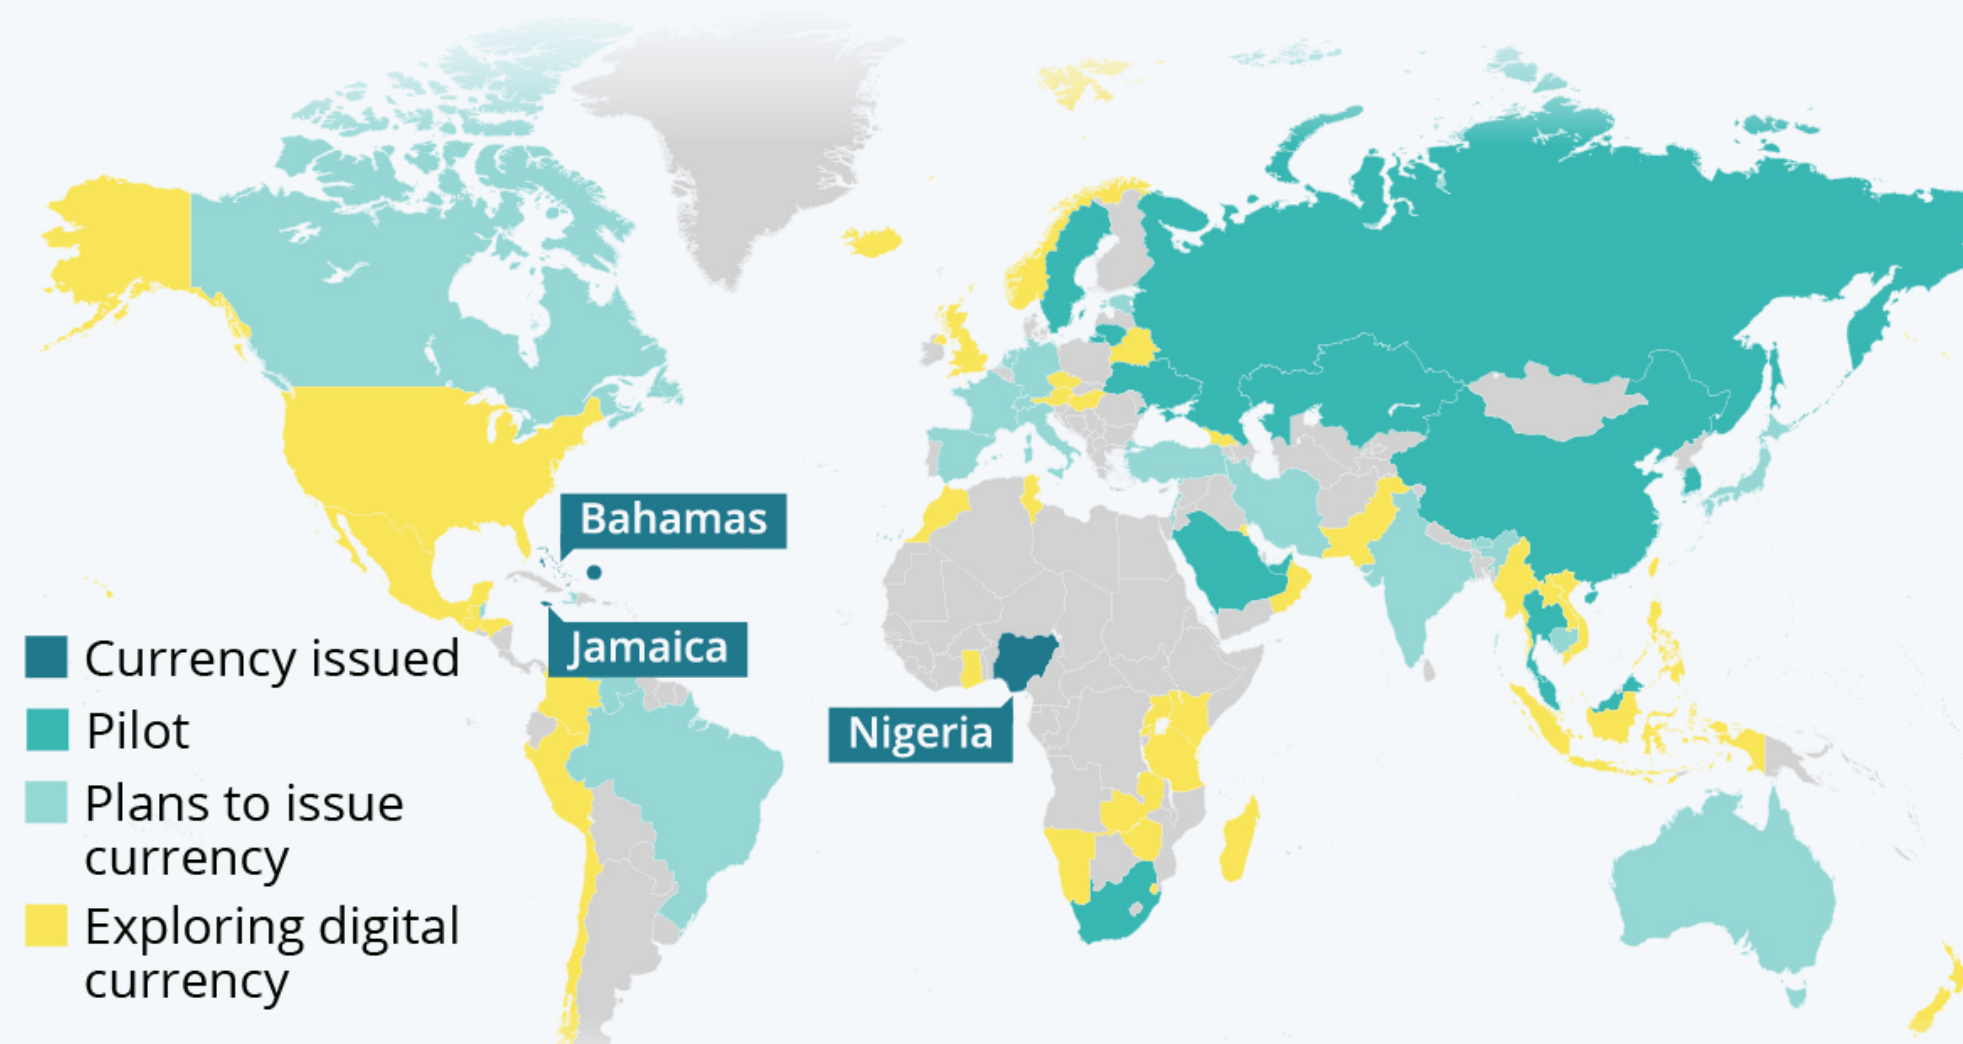 Bahamas
Jamaica
Nigeria
Currency issued
Pilot
Plans to issue
currency
Exploring digital
currency